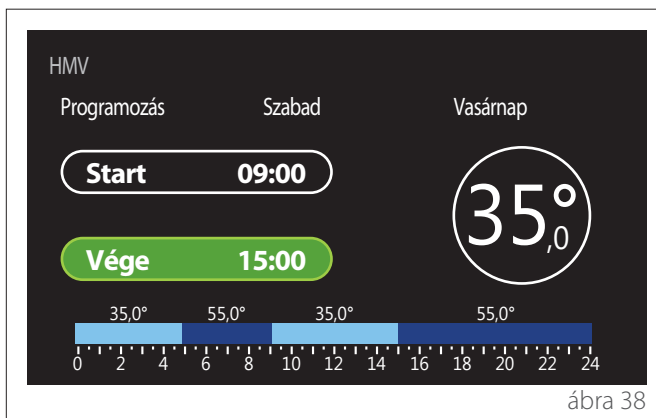 HMV
Programozás Szabad Vasárnap
Start 09:00
35,0°
Vége 15:00
35,0° 55,0° 35,0° 55,0°
0 2 4 6 8 10 12 14 16 18 20 22 24
ábra 38